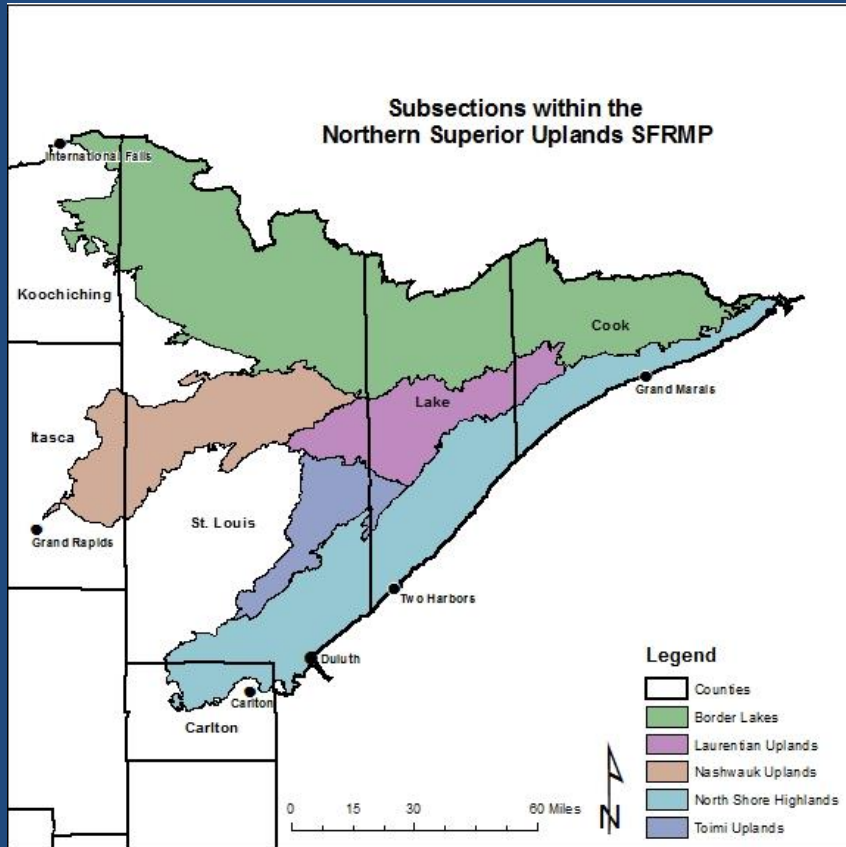 Subsections within the
Northern Superior Uplands SFRMP
International Falls
Koochiching
Cook
Grand Marais
Lake
Itasca
St. Louis
Grand Rapids
Two Harbors
Duluth
Carlton
Carlton
Legend
Counties
Border Lakes
Laurentian Uplands
Nashwauk Uplands
North Shore Highlands
Toimi Uplands
0 15 30 60 Miles
N